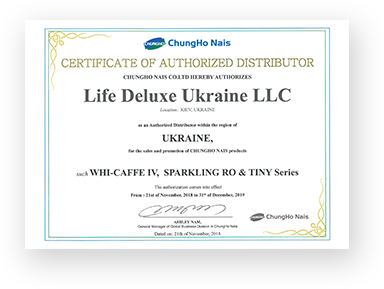 CHUNGHO ChungHo Nais
CERTIFICATE OF AUTHORIZED DISTRIBUTOR
CHUNGHO NAIS CO.LTD HEREBY AUTHORIZES
Life Deluxe Ukraine LLC
Location: KIEV, UKRAINE
as an Authorized Distributor within the region of
UKRAINE,
for the sales and promotion of CHUNGHO NAIS products
such WHI-CAFFE IV, SPARKLING RO & TINY Series
The authorization comes into effect
From : 21st of November, 2018 to 31st of December, 2019
ASHLEY NAM,
General Manager of Global Business Division in ChungHo Nais
Dated on: 21th of November, 2018
CHUNGHO ChungHo Nais